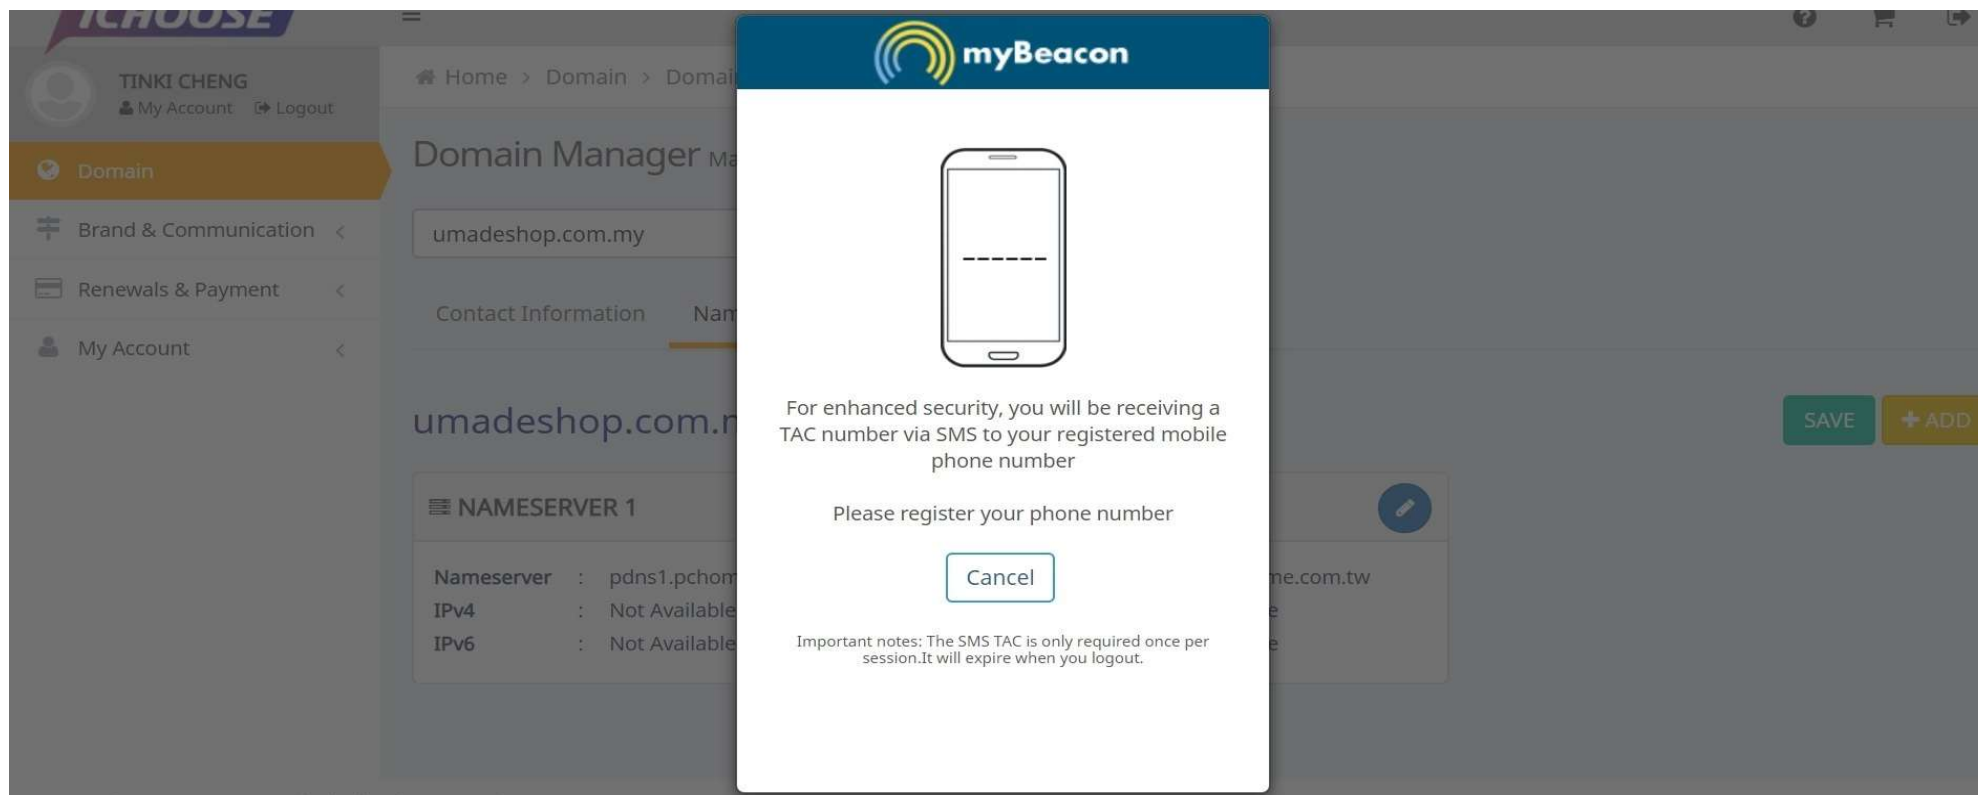 ICHOOSE
TINKI CHENG
My Account Logout
Domain
Brand & Communication
Renewals & Payment
My Account
Home > Domain >
Domain Manager
umadeshop.com.my
Contact Information
umadeshop.com.
SAVE + ADD
NAMESERVER 1
Nameserver :
IPv4 : Not Available
IPv6 : Not Available
myBeacon
------
For enhanced security, you will be receiving a
TAC number via SMS to your registered mobile
phone number
Please register your phone number
Cancel
Important notes: The SMS TAC is only required once per
session.It will expire when you logout.